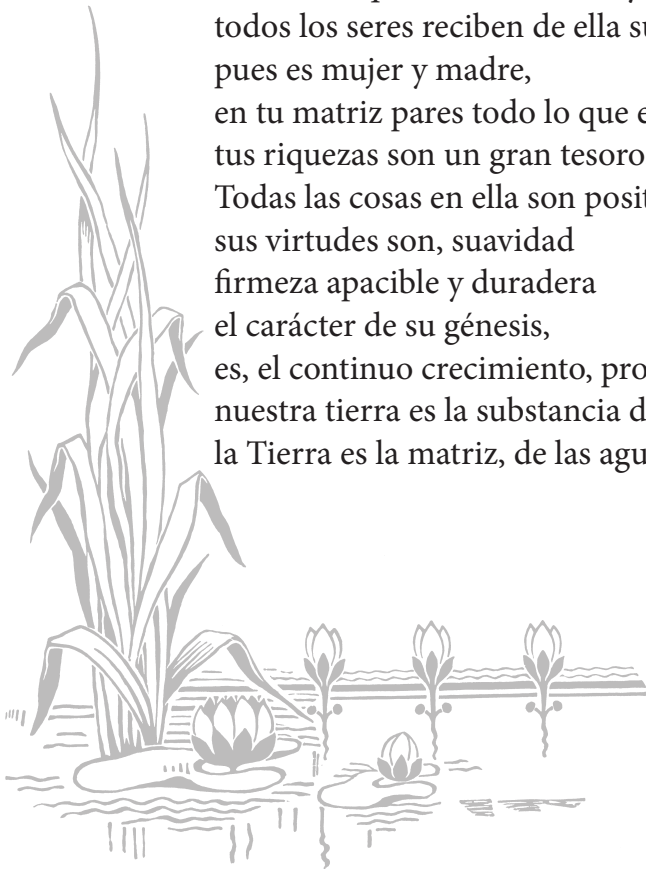 todos los seres reciben de ella
pues es mujer y madre,
en tu matriz pares todo lo que
tus riquezas son un gran tesoro
Todas las cosas en ella son
sus virtudes son, suavidad
firmeza apacible y duradera
el carácter de su génesis,
es, el continuo crecimiento,
nuestra tierra es la substancia
la Tierra es la matriz, de las